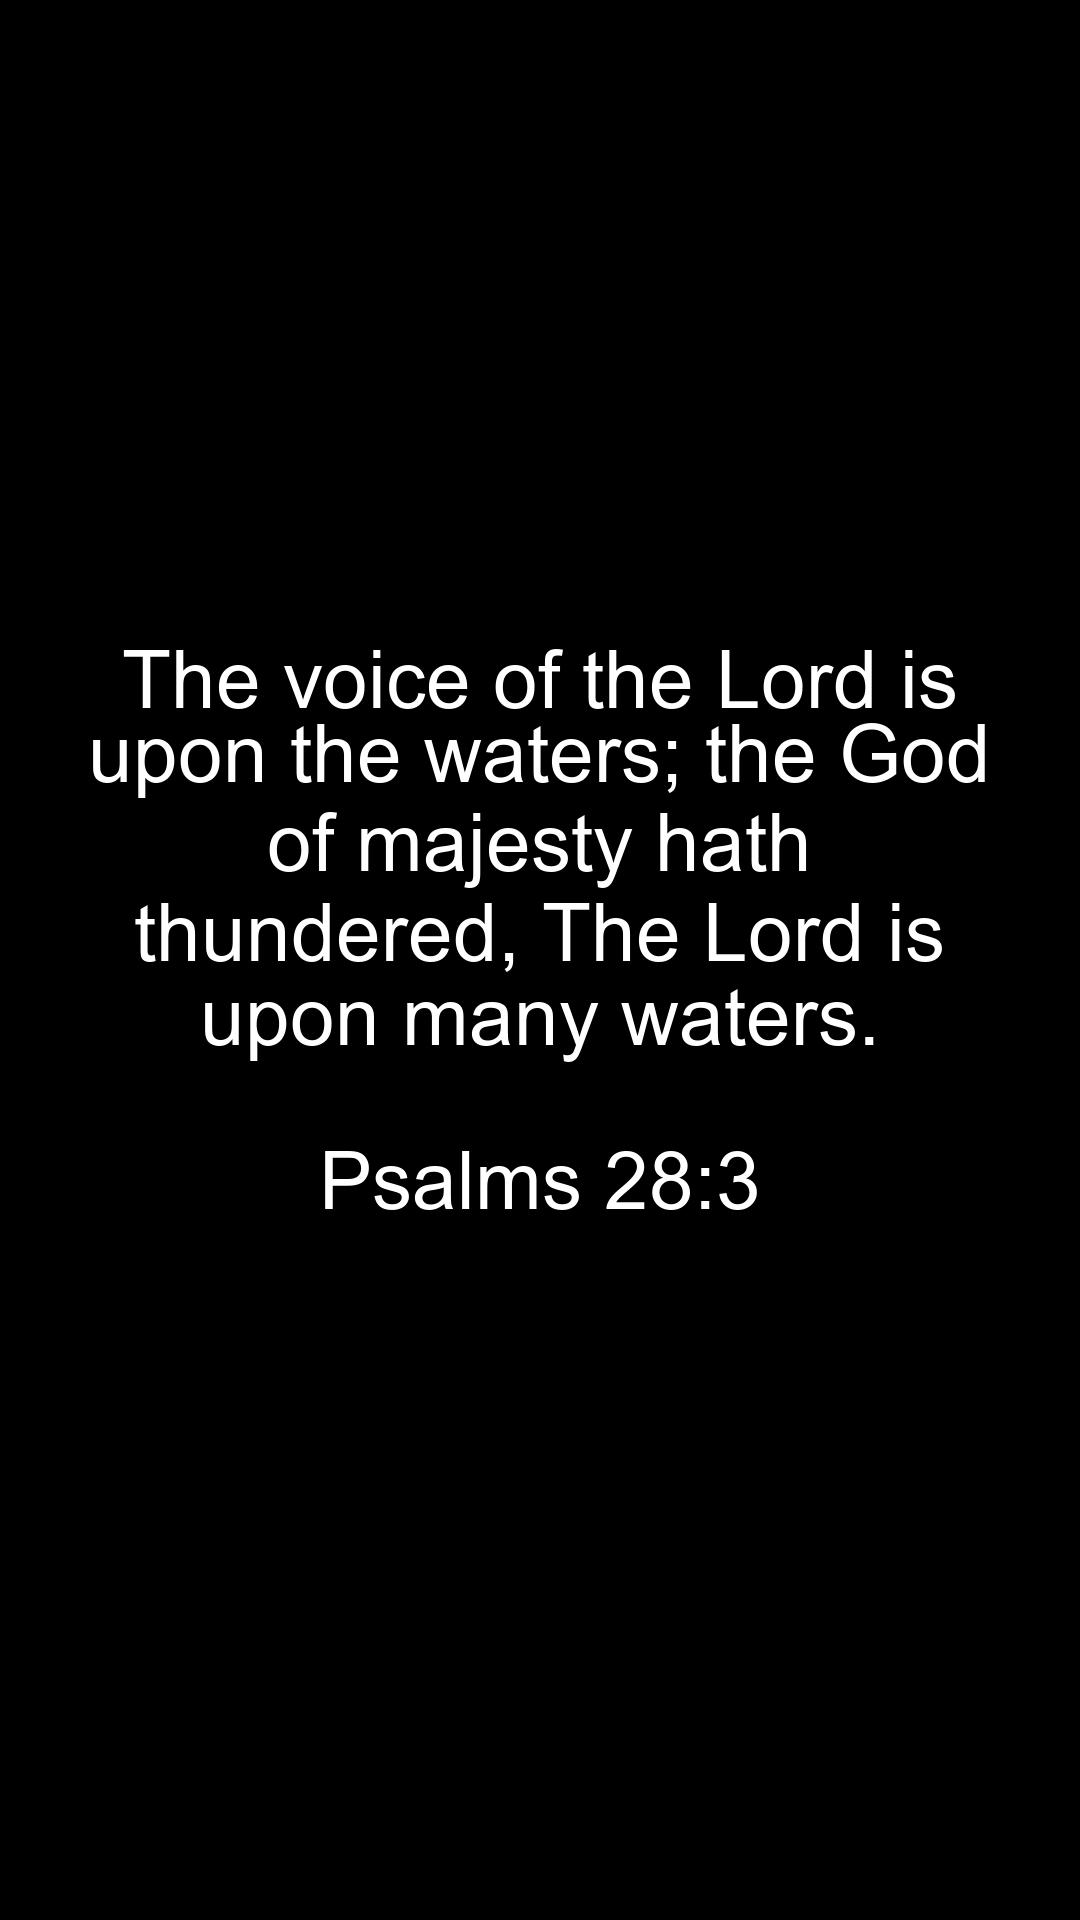 The voice of the Lord is
upon the waters; the God
of majesty hath
thundered, The Lord is
upon many waters.
Psalms 28:3